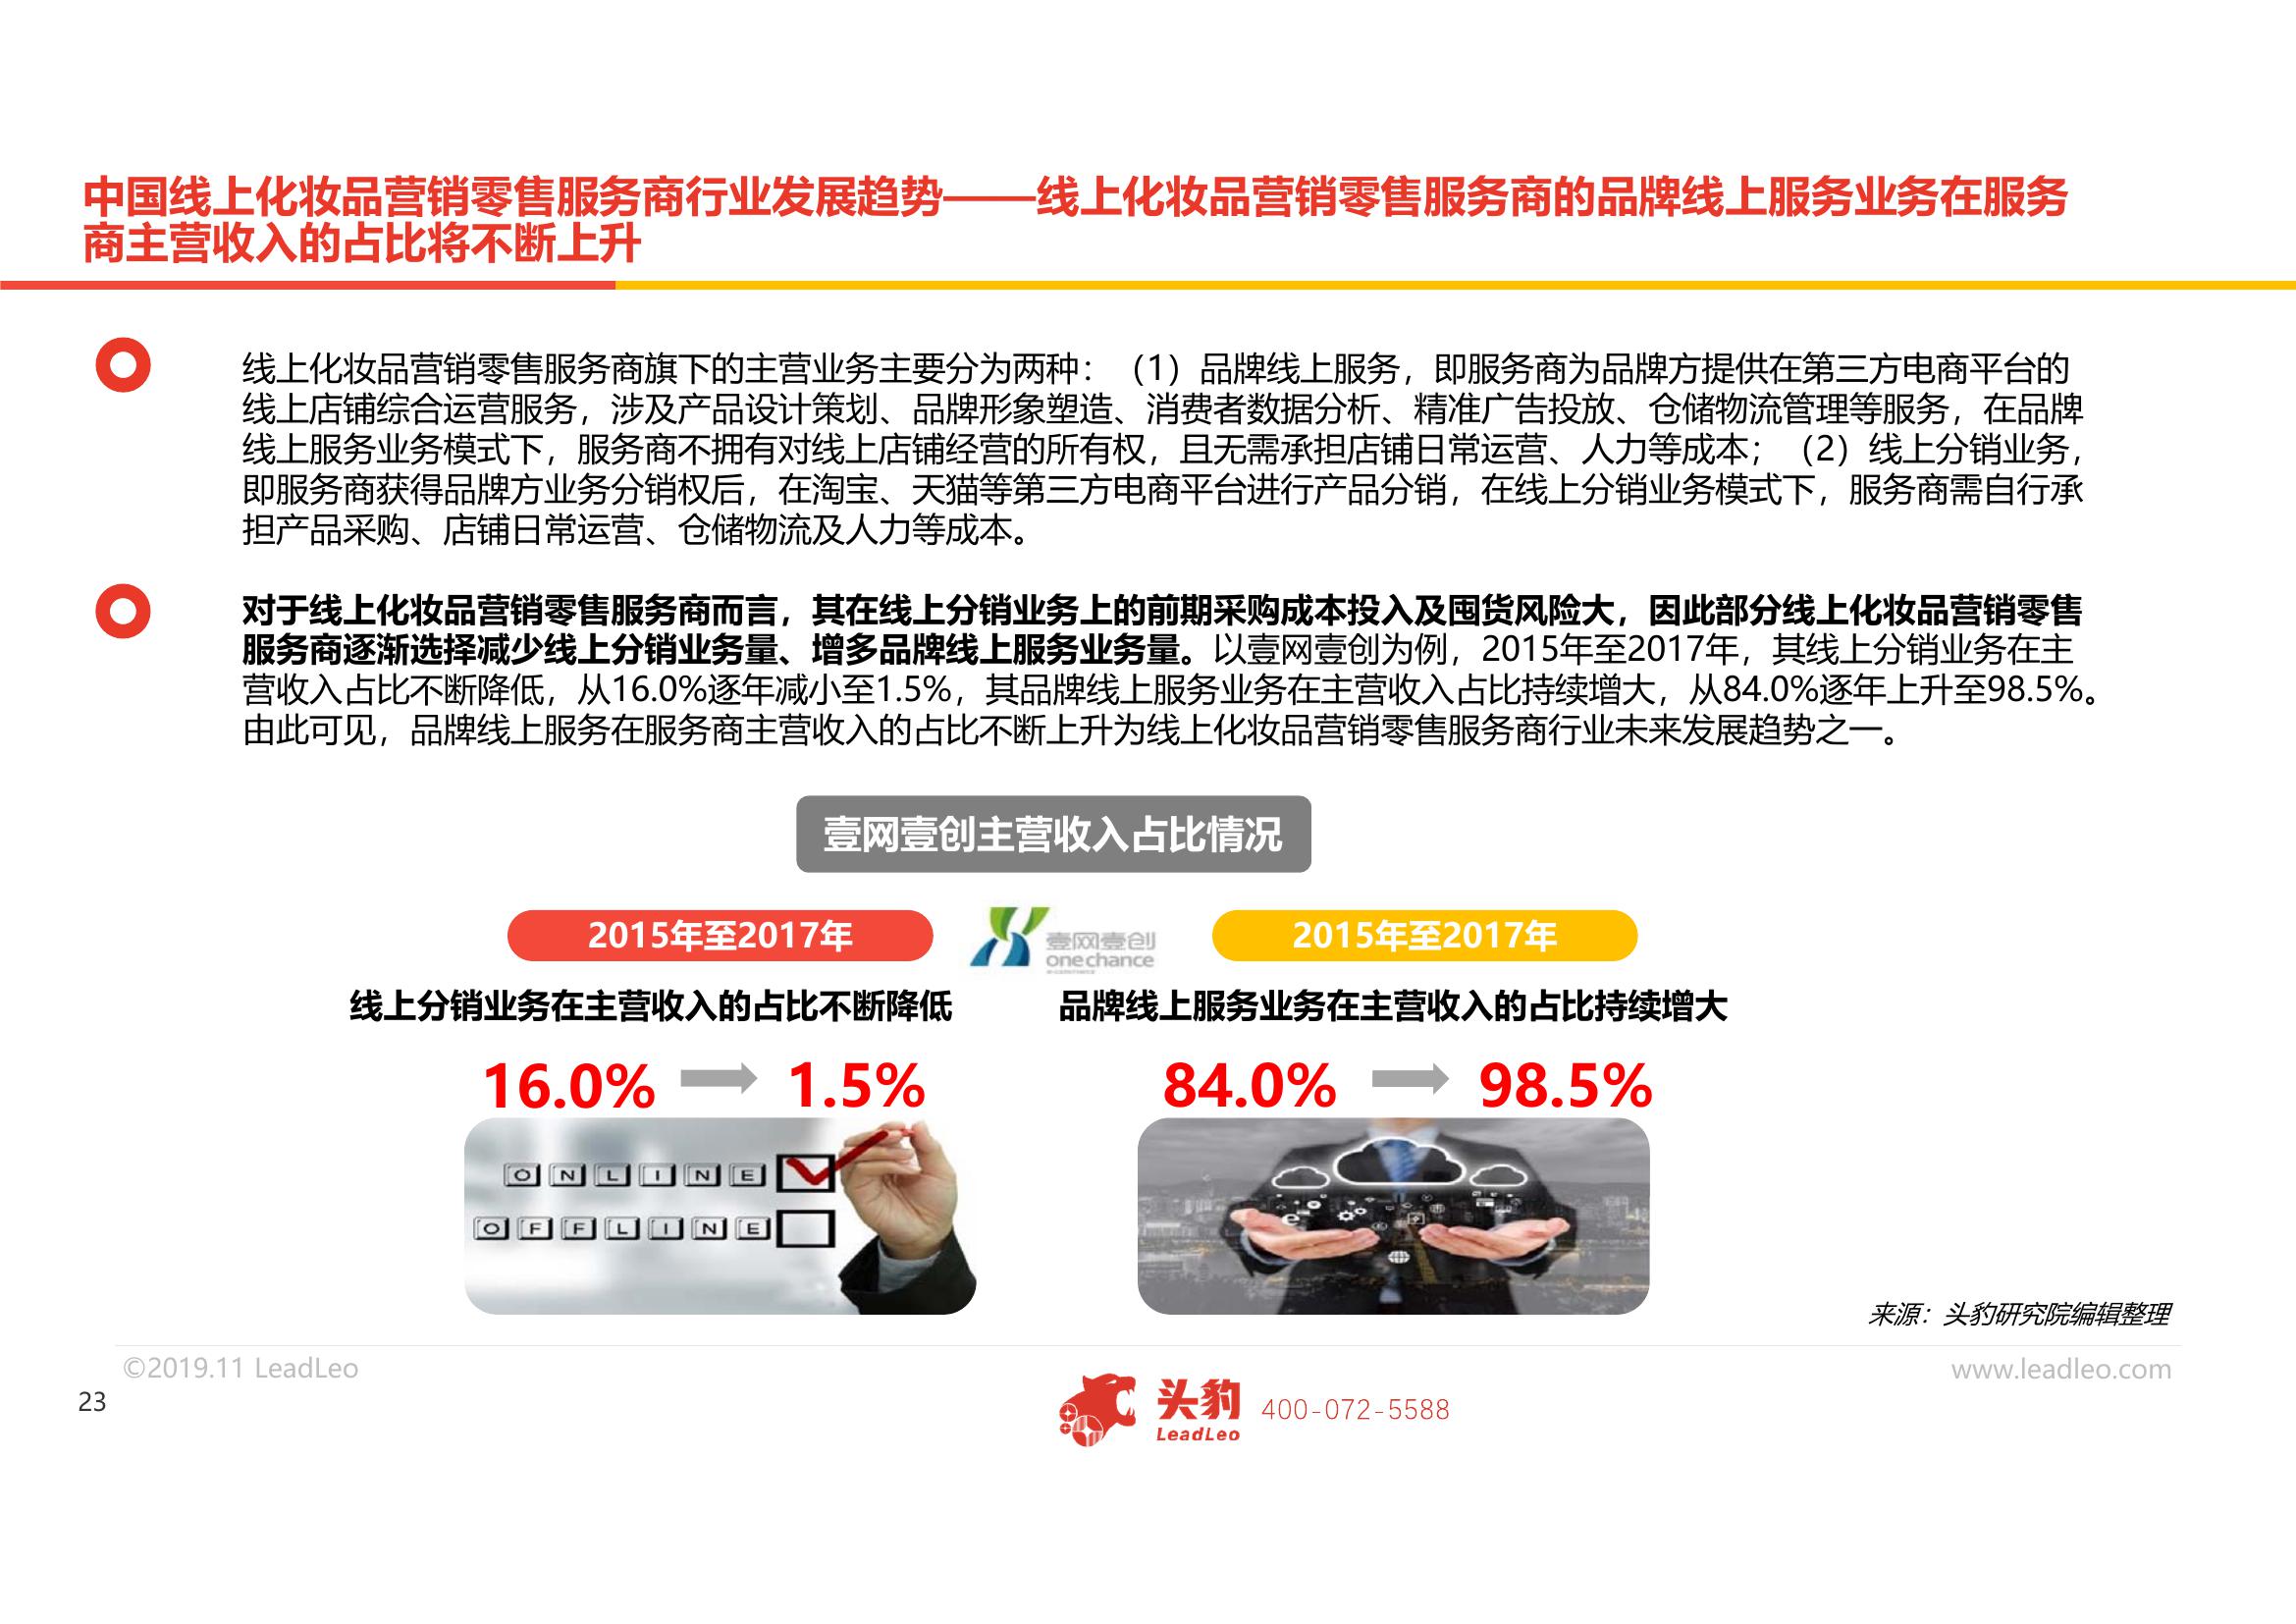 中国线上化妆品营销零售服务商行业发展趋势——线上化妆品营销零售服务商的品牌线上服务业务在服务
商主营收入的占比将不断上升
线上化妆品营销零售服务商旗下的主营业务主要分为两种：（1）品牌线上服务，即服务商为品牌方提供在第三方电商平台的
线上店铺综合运营服务，涉及产品设计策划、品牌形象塑造、消费者数据分析、精准广告投放、仓储物流管理等服务，在品牌
线上服务业务模式下，服务商不拥有对线上店铺经营的所有权，且无需承担店铺日常运营、人力等成本；（2）线上分销业务，
即服务商获得品牌方业务分销权后，在淘宝、天猫等第三方电商平台进行产品分销，在线上分销业务模式下，服务商需自行承
担产品采购、店铺日常运营、仓储物流及人力等成本。
对于线上化妆品营销零售服务商而言，其在线上分销业务上的前期采购成本投入及囤货风险大，因此部分线上化妆品营销零售
服务商逐渐选择减少线上分销业务量、增多品牌线上服务业务量。以壹网壹创为例，2015年至2017年，其线上分销业务在主
营收入占比不断降低，从16.0%逐年减小至1.5%，其品牌线上服务业务在主营收入占比持续增大，从84.0%逐年上升至98.5%。
由此可见，品牌线上服务在服务商主营收入的占比不断上升为线上化妆品营销零售服务商行业未来发展趋势之一。
壹网壹创主营收入占比情况
2015年至2017年
壹网壹创
onechance
2015年至2017年
线上分销业务在主营收入的占比不断降低
品牌线上服务业务在主营收入的占比持续增大
16.0% 1.5%
84.0% 98.5%
ONLINE
OFFLINE
来源：头豹研究院编辑整理
©2019.11 LeadLeo
www.leadleo.com
23
头豹
LeadLeo
400-072-5588